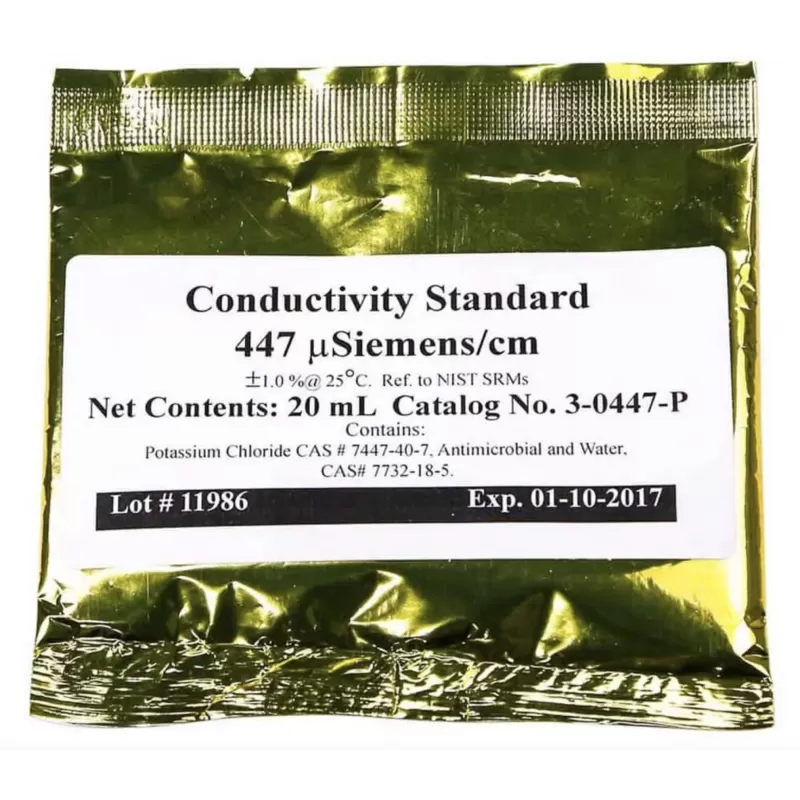 Conductivity Standard
447 µSiemens/cm
±1.0 %@ 25°C. Ref. to NIST SRMs
Net Contents: 20 mL Catalog No. 3-0447-P
Contains:
Potassium Chloride CAS # 7447-40-7, Antimicrobial and Water,
CAS# 7732-18-5.
Lot # 11986 Exp. 01-10-2017